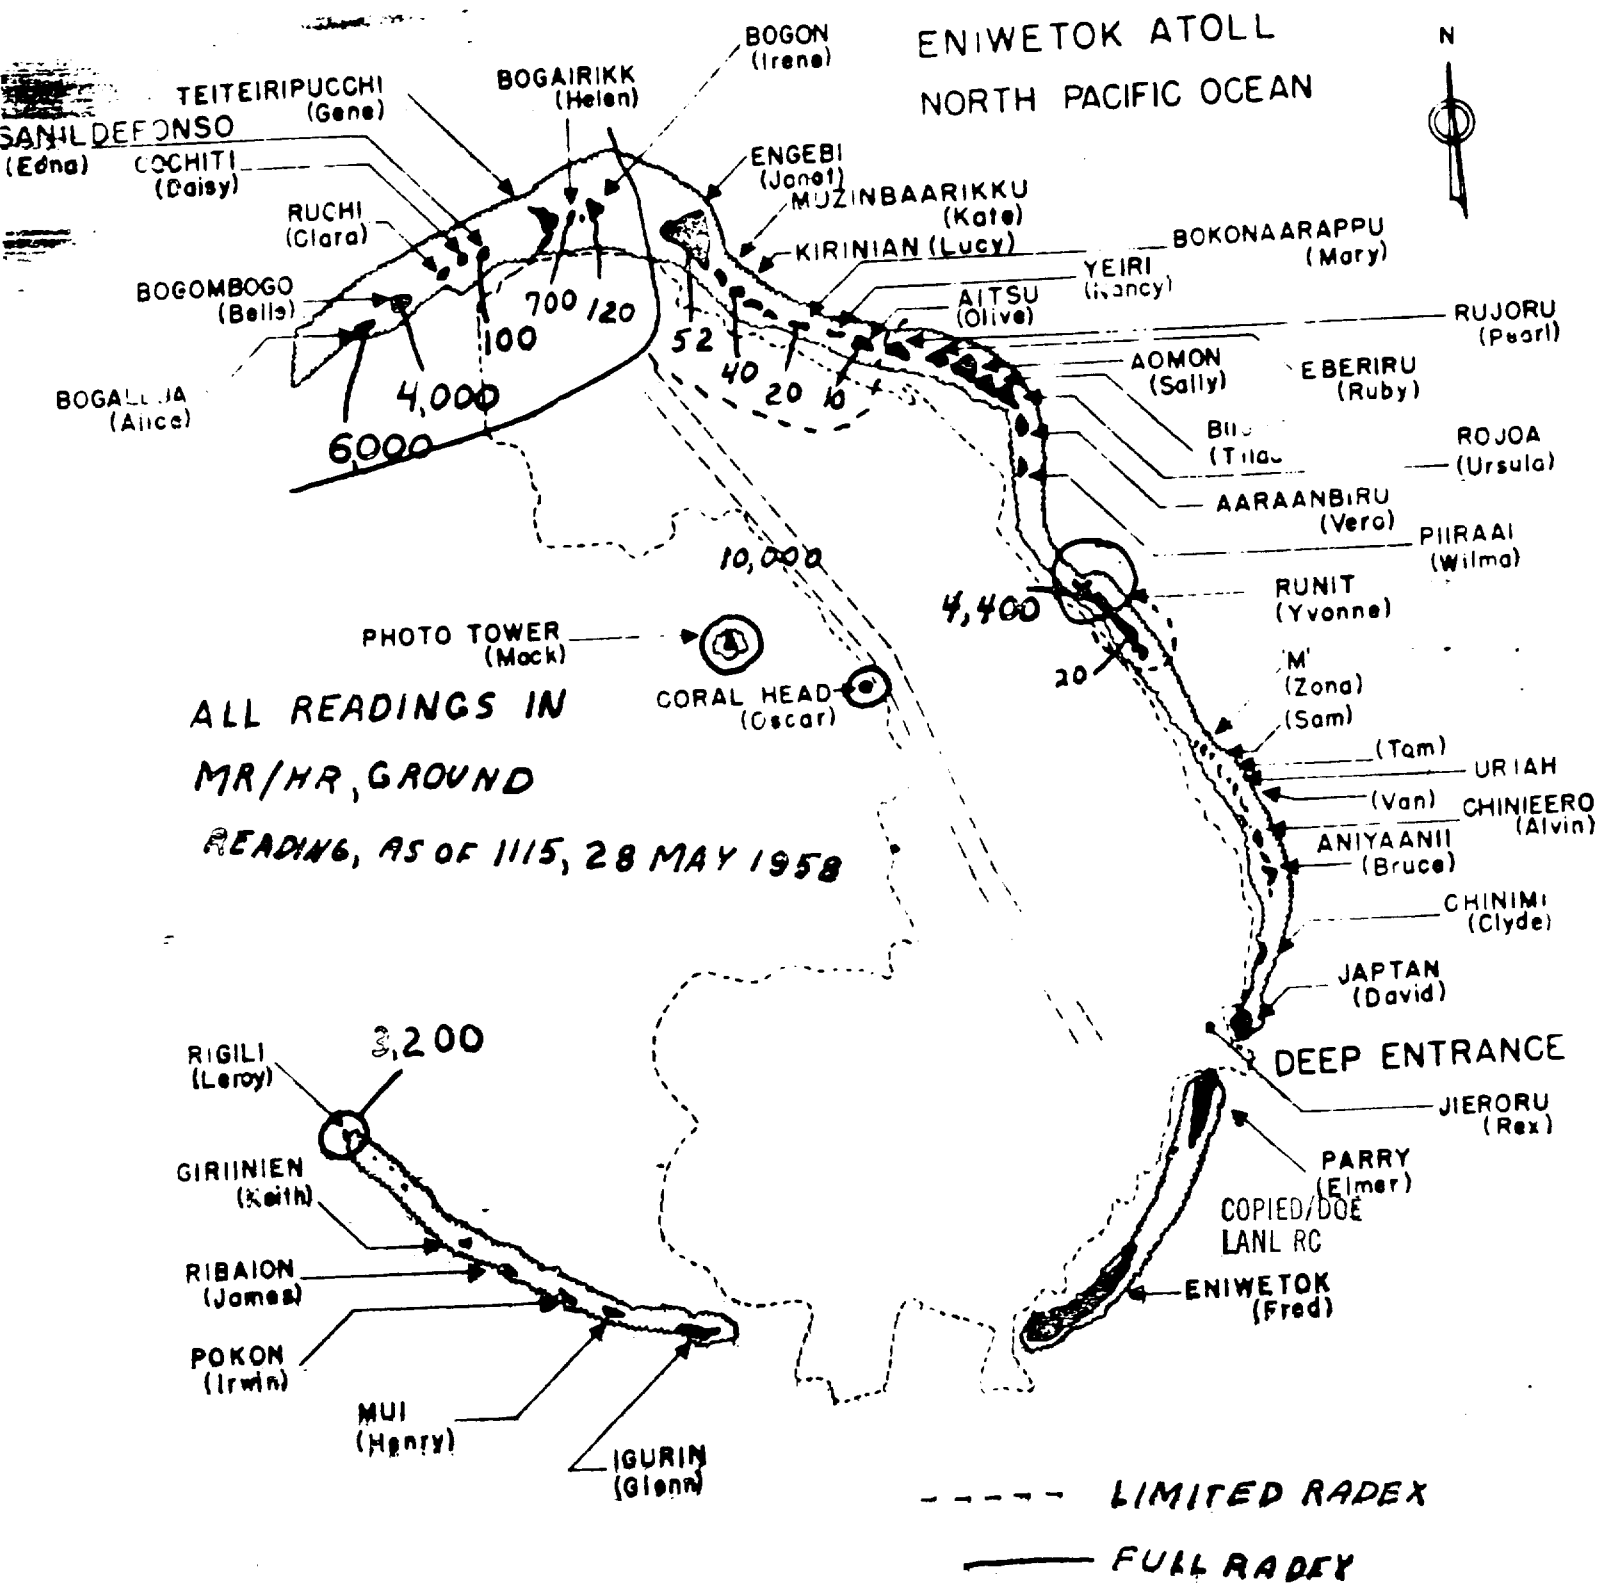 ENIWETOK ATOLL
NORTH PACIFIC OCEAN
N
BOGON
(Irene)
BOGAIRIKK
(Helen)
TEITEIRIPUCCHI
(Gene)
SANILDEFONSO
(Edna)
COCHITI
(Daisy)
RUCHI
(Clara)
BOGOMBOGO
(Belle)
(Alice)
ENGEBI
(Janet)
MUZINBAARIKKU
(Kate)
KIRINIAN (Lucy)
BOKONAARAPPU
(Mary)
YEIRI
(Nancy)
AITSU
(Olive)
RUJORU
(Pearl)
EBERIRU
(Ruby)
AOMON
(Sally)
ROJOA
(Ursula)
AARAANBIRU
(Vera)
PIIRAAI
(Wilma)
RUNIT
(Yvonne)
700
120
100
4,000
6,000
52
40
20
10
10,000
4,400
20
PHOTO TOWER
(Mack)
CORAL HEAD
(Oscar)
ALL READINGS IN
MR/HR, GROUND
READING, AS OF 1115, 28 MAY 1958
'M'
(Zona)
(Sam)
(Tom)
URIAH
(Van)
CHINIEERO
(Alvin)
ANIYAANII
(Bruce)
CHINIMI
(Clyde)
JAPTAN
(David)
DEEP ENTRANCE
JIERORU
(Rex)
PARRY
(Elmer)
COPIED/DOE
LANL RC
ENIWETOK
(Fred)
3,200
RIGILI
(Leroy)
GIRIINIEN
(Keith)
RIBAION
(James)
POKON
(Irwin)
MUI
(Henry)
IGURIN
(Glenn)
LIMITED RADEX
FULL RADEX